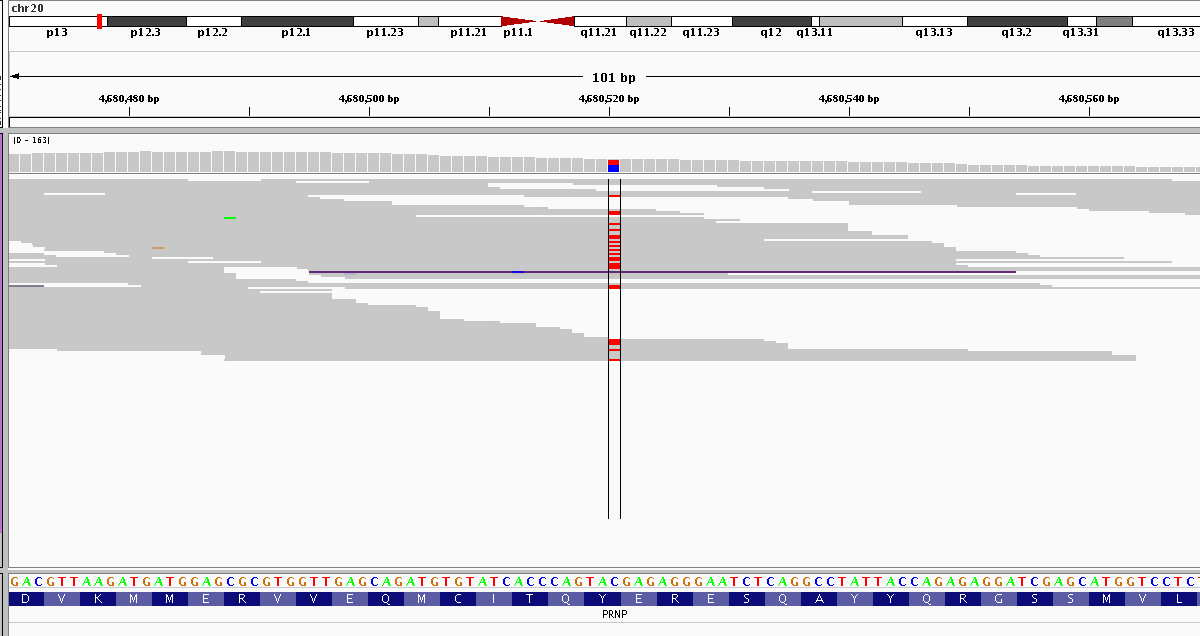 chr20
p13 p12.3 p12.2 p12.1 p11.23 p11.21 p11.1 q11.21 q11.22 q11.23 q12 q13.11 q13.13 q13.2 q13.31 q13.33
101 bp
4,680,480 bp 4,680,500 bp 4,680,520 bp 4,680,540 bp 4,680,560 bp
[0 - 163]
GACGTTAAGATGATGGAGCGCGTGGTTGAGCAGATGTGTATCACCCAGTACGAGAGGGAATCTCAGGCCTATTACCAGAGAGGATCGAGCATGGTCCTC
D V K M M E R V V E Q M C I T Q Y E R E S Q A Y Y Q R G S S M V L
PRNP